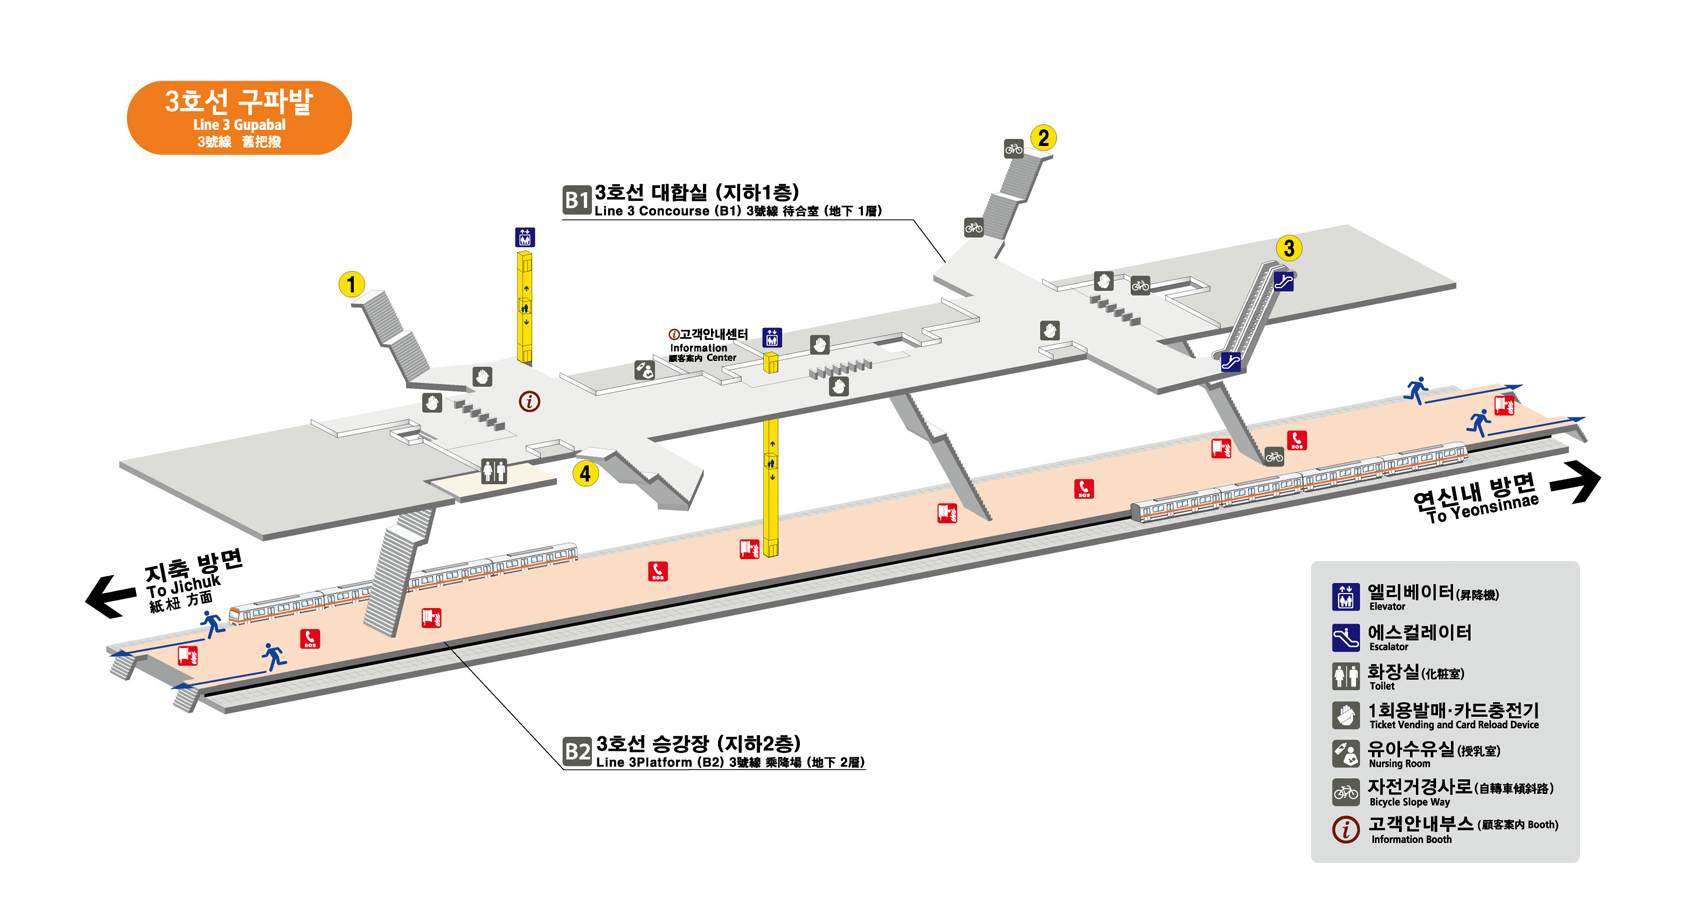 3호선 구파발
Line 3 Gupabal
3號線 舊把撥
2
B1 3호선 대합실 (지하1층)
Line 3 Concourse (B1) 3號線 待合室 (地下 1層)
3
1
i 고객안내센터
Information
顧客案内 Center
i
4
SOS
SOS
SOS
SOS
연신내 방면
To Yeonsinnae
지축 방면
To Jichuk
紙杻 方面
B2 3호선 승강장 (지하2층)
Line 3Platform (B2) 3號線 乘降場 (地下 2層)
엘리베이터(昇降機)
Elevator
에스컬레이터
Escalator
화장실(化粧室)
Toilet
1회용발매·카드충전기
Ticket Vending and Card Reload Device
유아수유실 (授乳室)
Nursing Room
자전거경사로(自轉車傾斜路)
Bicycle Slope Way
i 고객안내부스 (顧客案内 Booth)
Information Booth